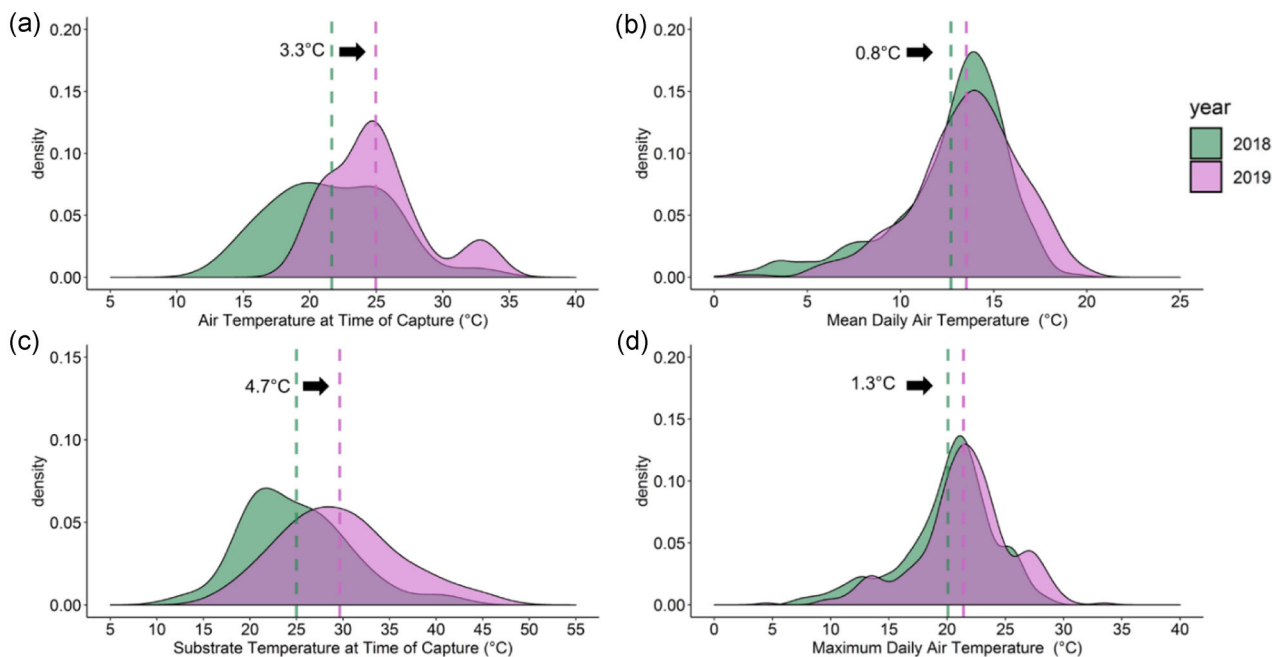 (a)
0.20
0.15
0.10
0.05
0.00
density
3.3°C
5 10 15 20 25 30 35 40
Air Temperature at Time of Capture (°C)
(b)
0.20
0.15
0.10
0.05
0.00
density
0.8°C
0 5 10 15 20 25
Mean Daily Air Temperature (°C)
year
2018
2019
(c)
0.15
0.10
0.05
0.00
density
4.7°C
5 10 15 20 25 30 35 40 45 50 55
Substrate Temperature at Time of Capture (°C)
(d)
0.20
0.15
0.10
0.05
0.00
density
1.3°C
0 5 10 15 20 25 30 35 40
Maximum Daily Air Temperature (°C)